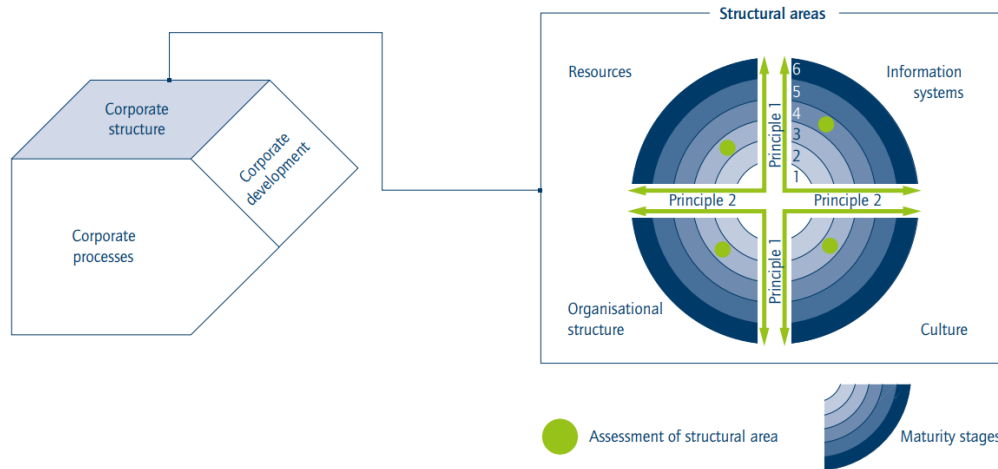 Structural areas
Corporate
structure
Corporate
development
Corporate
processes
Resources
Information
systems
6
5
4
3
2
1
Principle 1
Principle 2
Principle 2
Principle 1
Organisational
structure
Culture
Assessment of structural area
Maturity stages